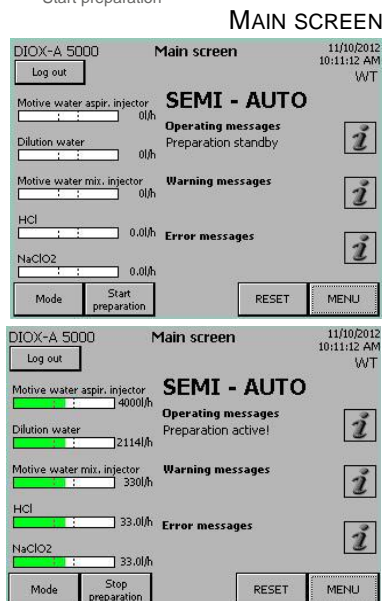 Start preparation
MAIN SCREEN
DIOX-A 5000 Main screen 11/10/2012
10:11:12 AM
Log out
WT
Motive water aspir. injector
0l/h
SEMI - AUTO
Operating messages
Preparation standby
Dilution water
0l/h
Motive water mix. injector
0l/h
Warning messages
HCl
0.0l/h
Error messages
NaClO2
0.0l/h
Mode
Start
preparation
RESET
MENU
DIOX-A 5000 Main screen 11/10/2012
10:11:12 AM
Log out
WT
Motive water aspir. injector
4000l/h
SEMI - AUTO
Operating messages
Preparation active!
Dilution water
2114l/h
Motive water mix. injector
330l/h
Warning messages
HCl
33.0l/h
Error messages
NaClO2
33.0l/h
Mode
Stop
preparation
RESET
MENU